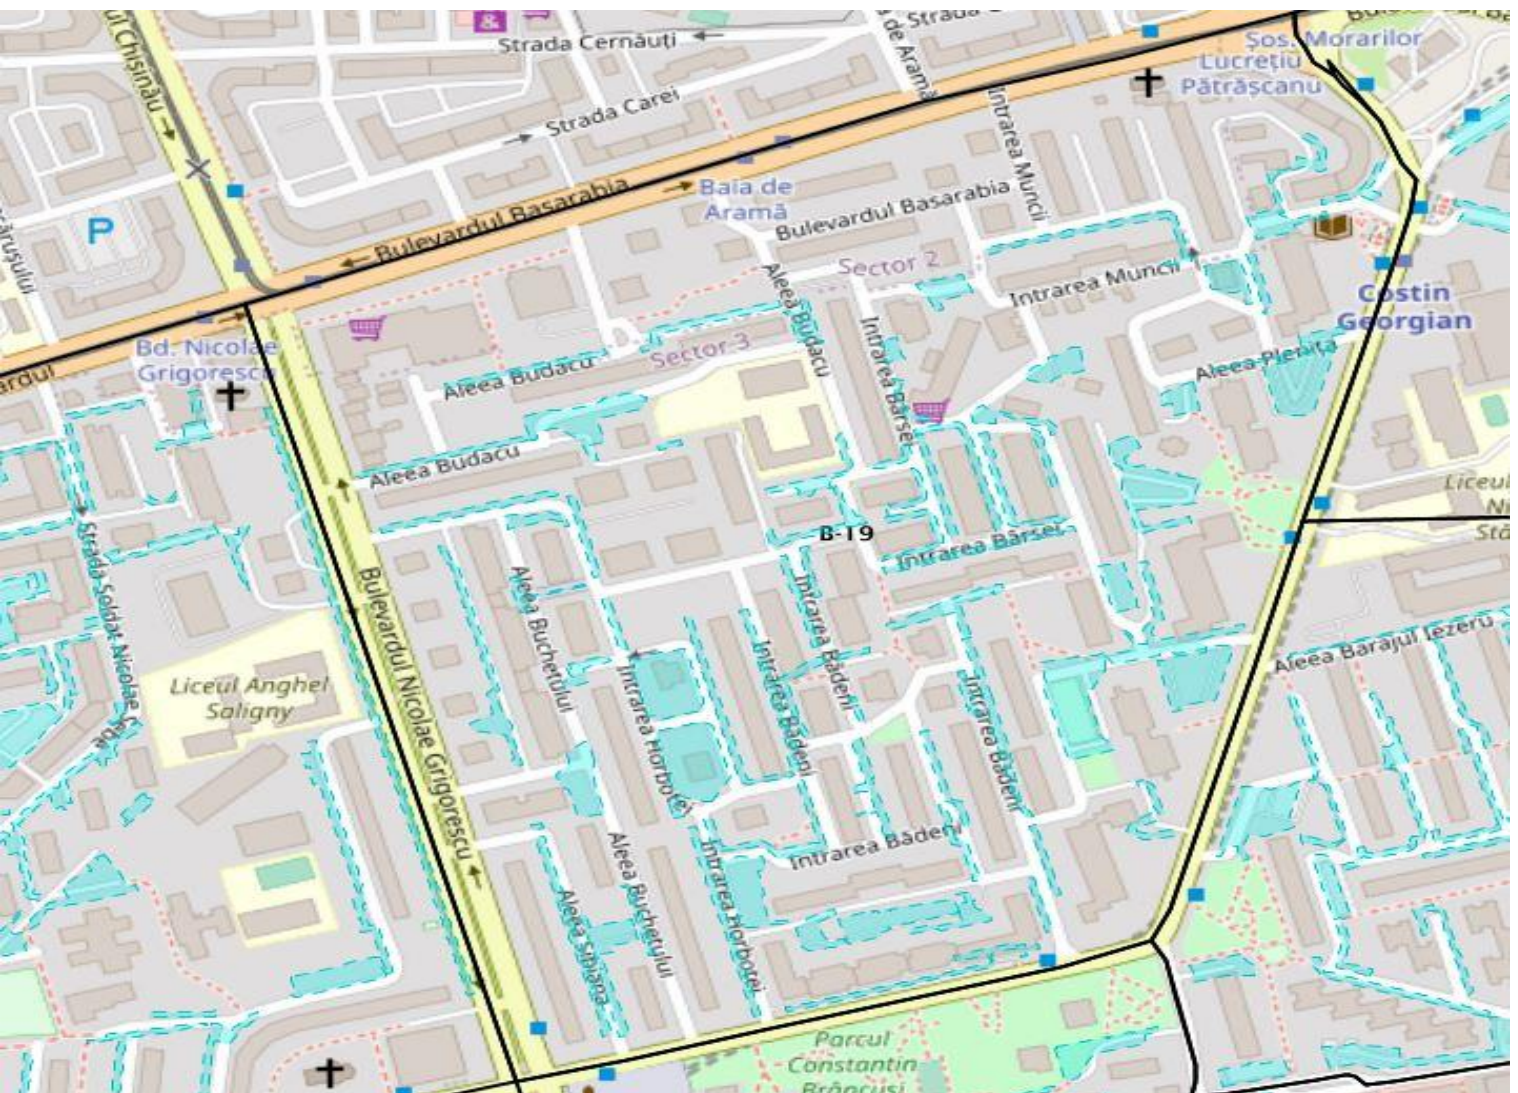 Strada Cernăuți
Șos. Morarilor
Lucrețiu
Pătrășcanu
Strada Carei
Intrarea Muncii
P
Baia de
Aramă
Bulevardul Basarabia
Bulevardul Basarabia
Sector 2
Aleea Budacu
Intrarea Muncii
Costin
Georgian
Bd. Nicolae
Grigorescu
Sector 3
Aleea Budacu
Intrarea Bârsei
Aleea Plenița
Aleea Budacu
B-19
Intrarea Bârsei
Strada Soldat Nicolae
Bulevardul Nicolae Grigorescu
Aleea Buchetului
Intrarea Bădeni
Aleea Barajul Iezeru
Liceul Anghel
Saligny
Intrarea Horbotei
Intrarea Bădeni
Intrarea Bădeni
Intrarea Bădeni
Aleea Buchetului
Intrarea Horbotei
Aleea Sibiana
Parcul
Constantin
Brâncuși